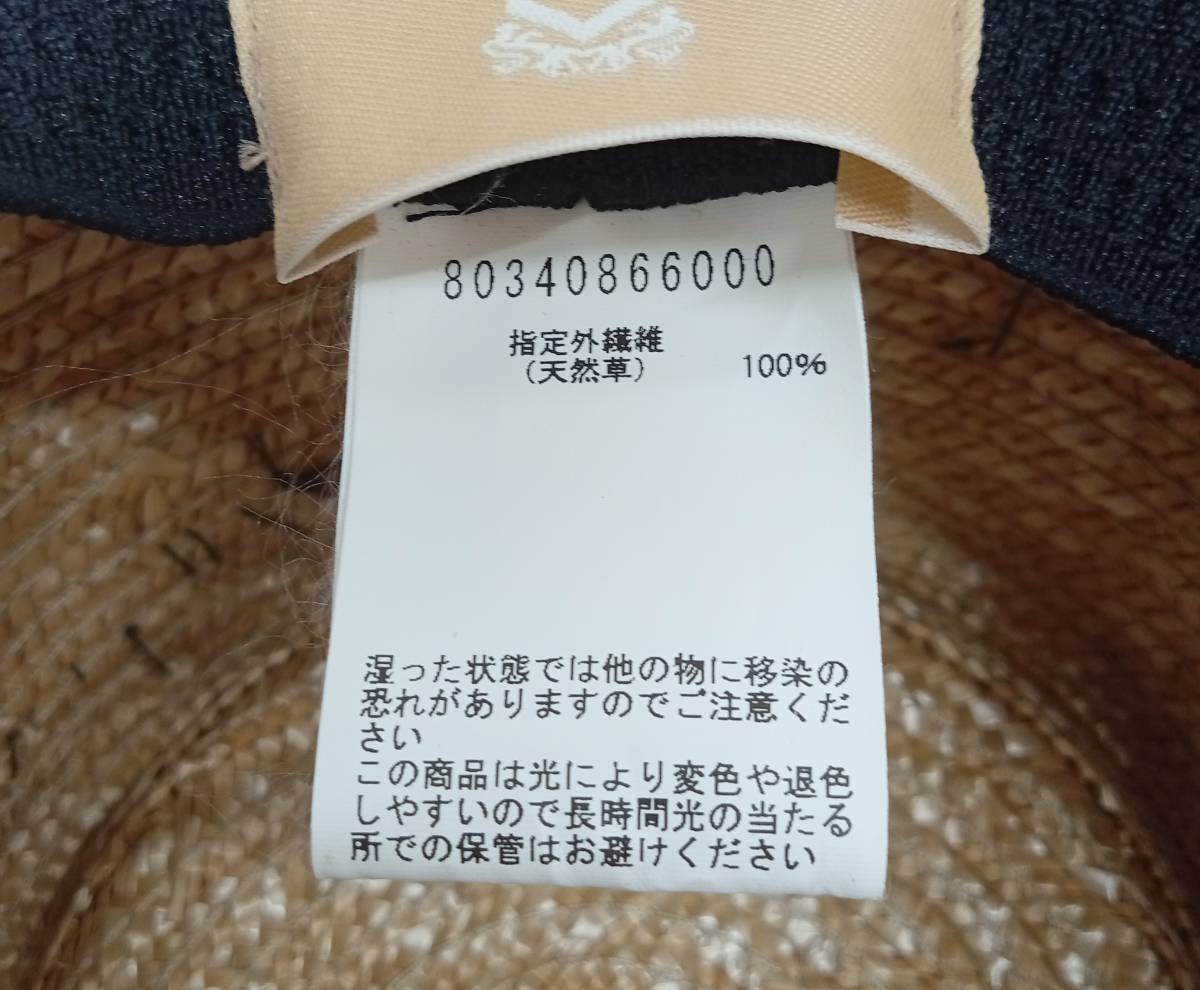 80340866000
指定外繊維
(天然草) 100%
湿った状態では他の物に移染の
恐れがありますのでご注意くだ
さい
この商品は光により変色や退色
しやすいので長時間光の当たる
所での保管はお避けください